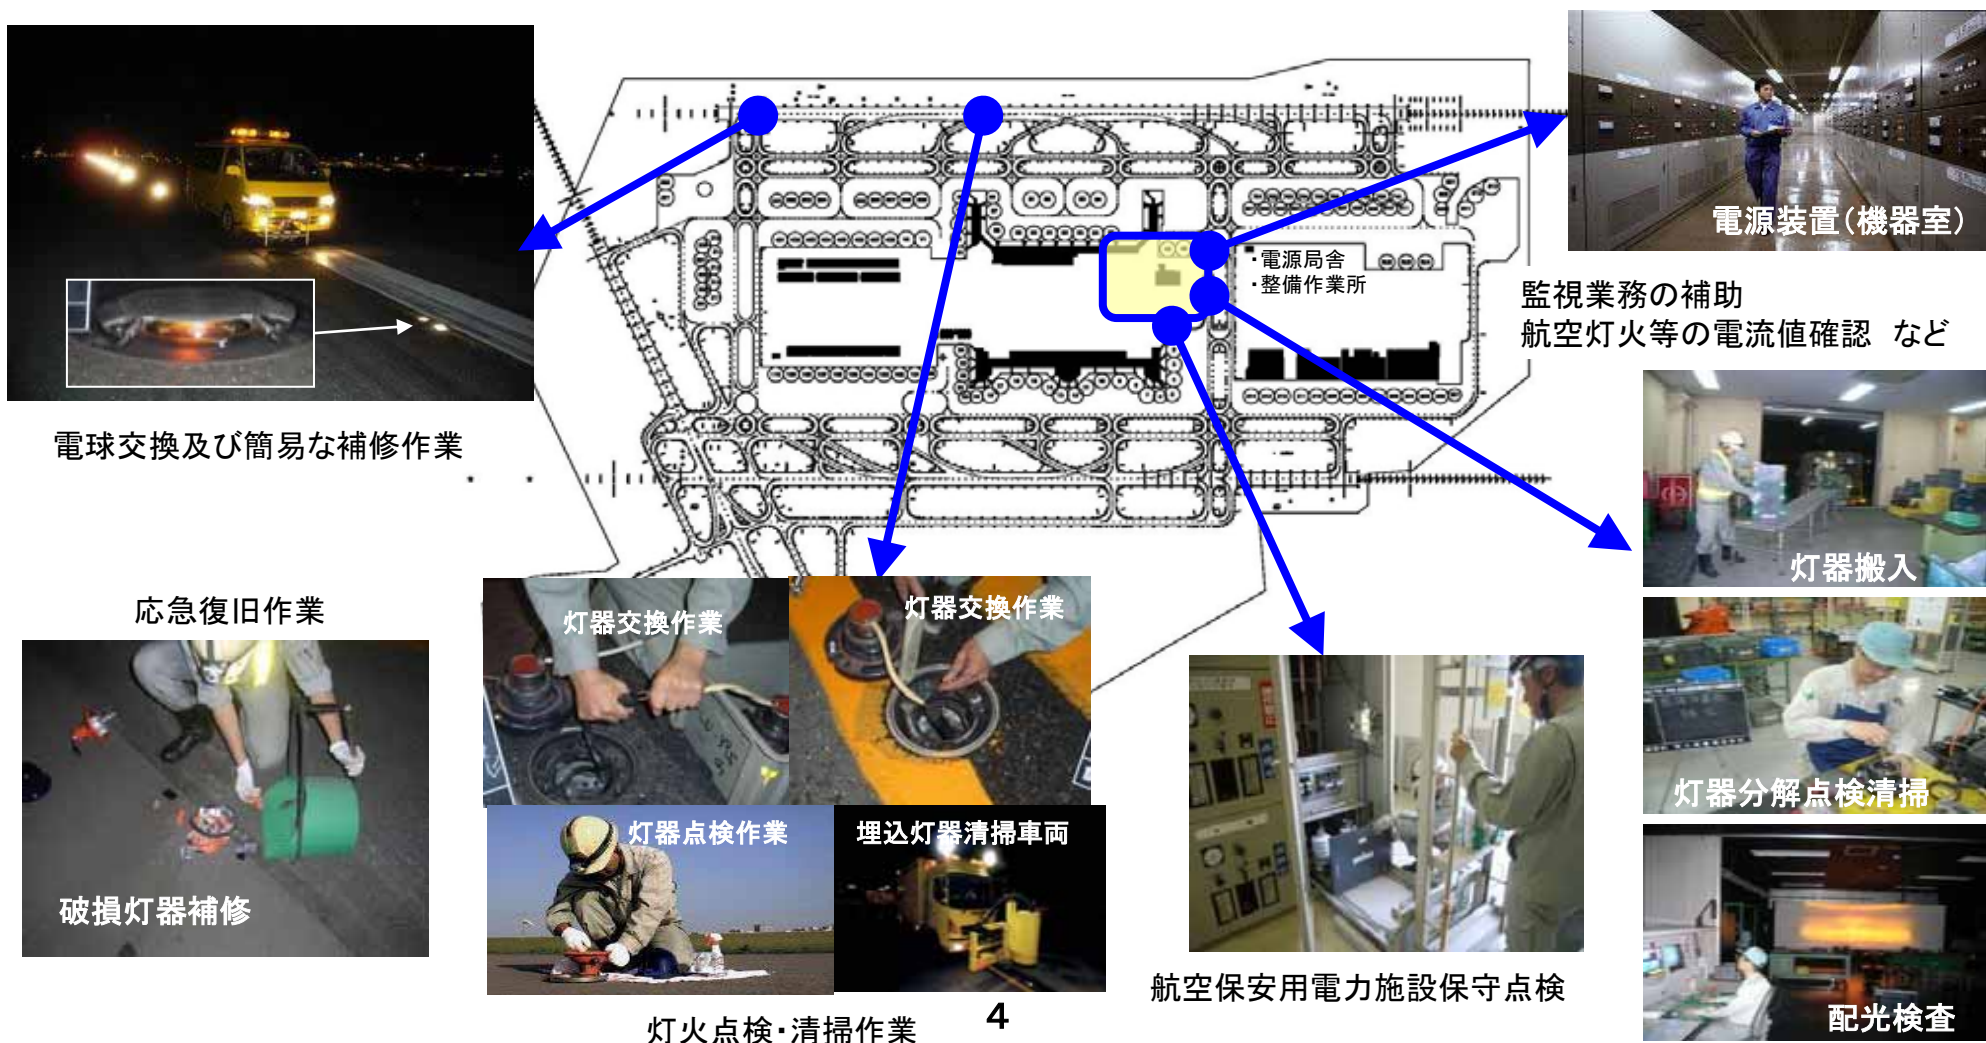 電源装置(機器室)
・電源局舎
・整備作業所
監視業務の補助
航空灯火等の電流値確認 など
電球交換及び簡易な補修作業
灯器搬入
応急復旧作業
灯器交換作業
灯器交換作業
灯器分解点検清掃
灯器点検作業
埋込灯器清掃車両
破損灯器補修
航空保安用電力施設保守点検
配光検査
4
灯火点検・清掃作業